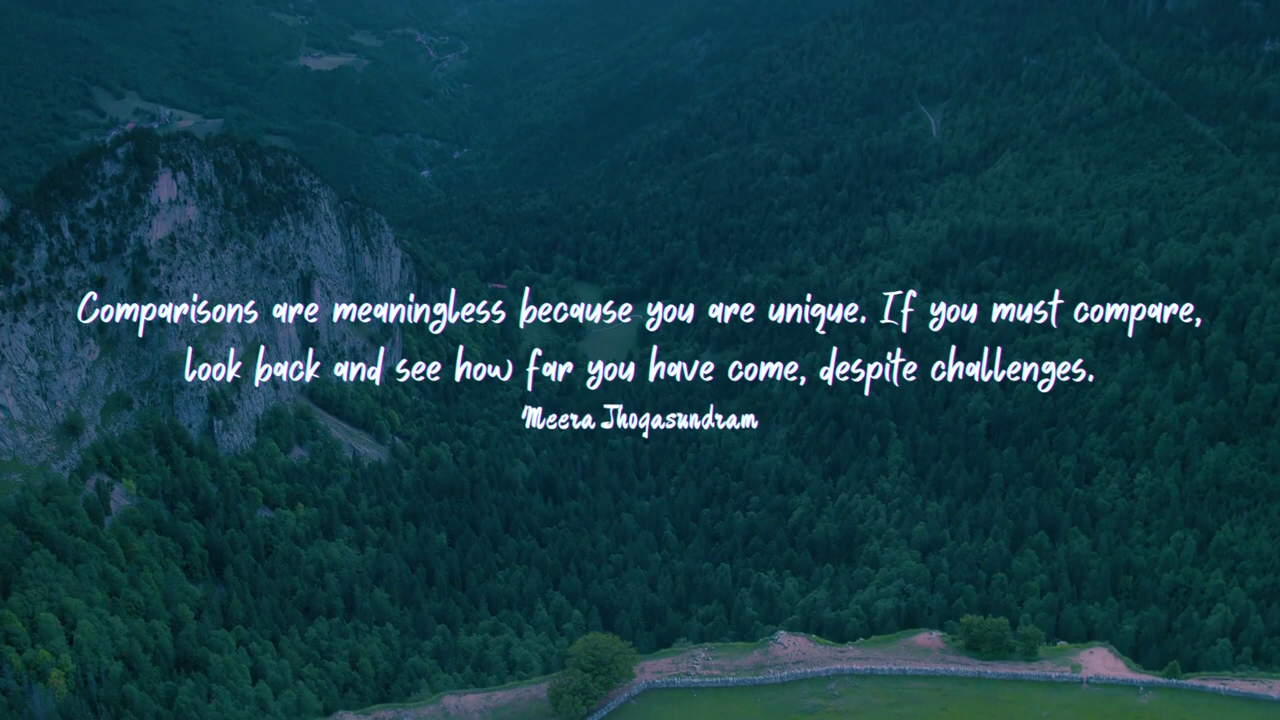 Comparisons are meaningless because you are unique. If you must compare,
look back and see how far you have come, despite challenges.
Meera Jhogasundram